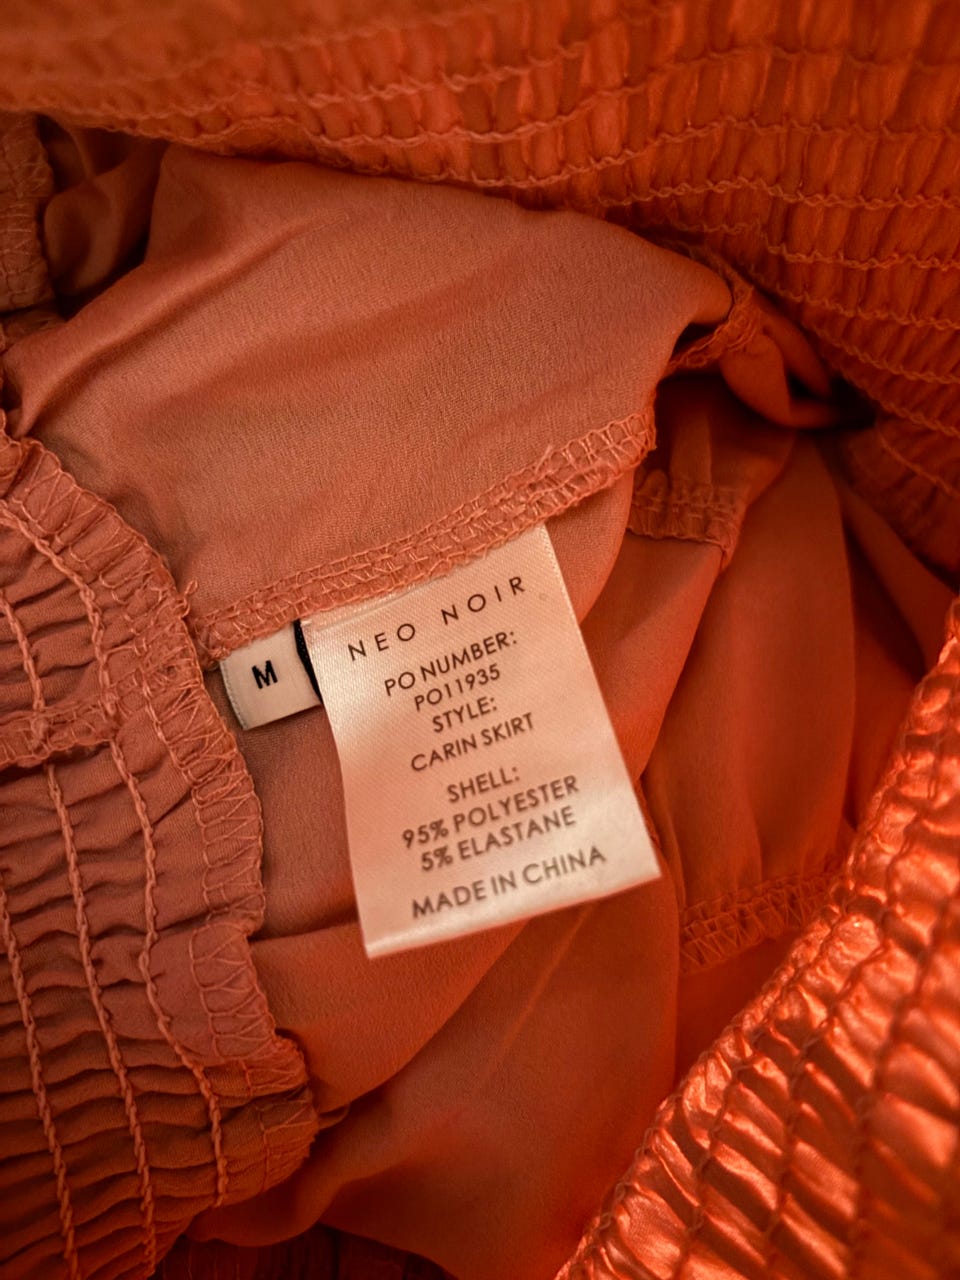 M
NEO NOIR
PO NUMBER:
PO11935
STYLE:
CARIN SKIRT
SHELL:
95% POLYESTER
5% ELASTANE
MADE IN CHINA